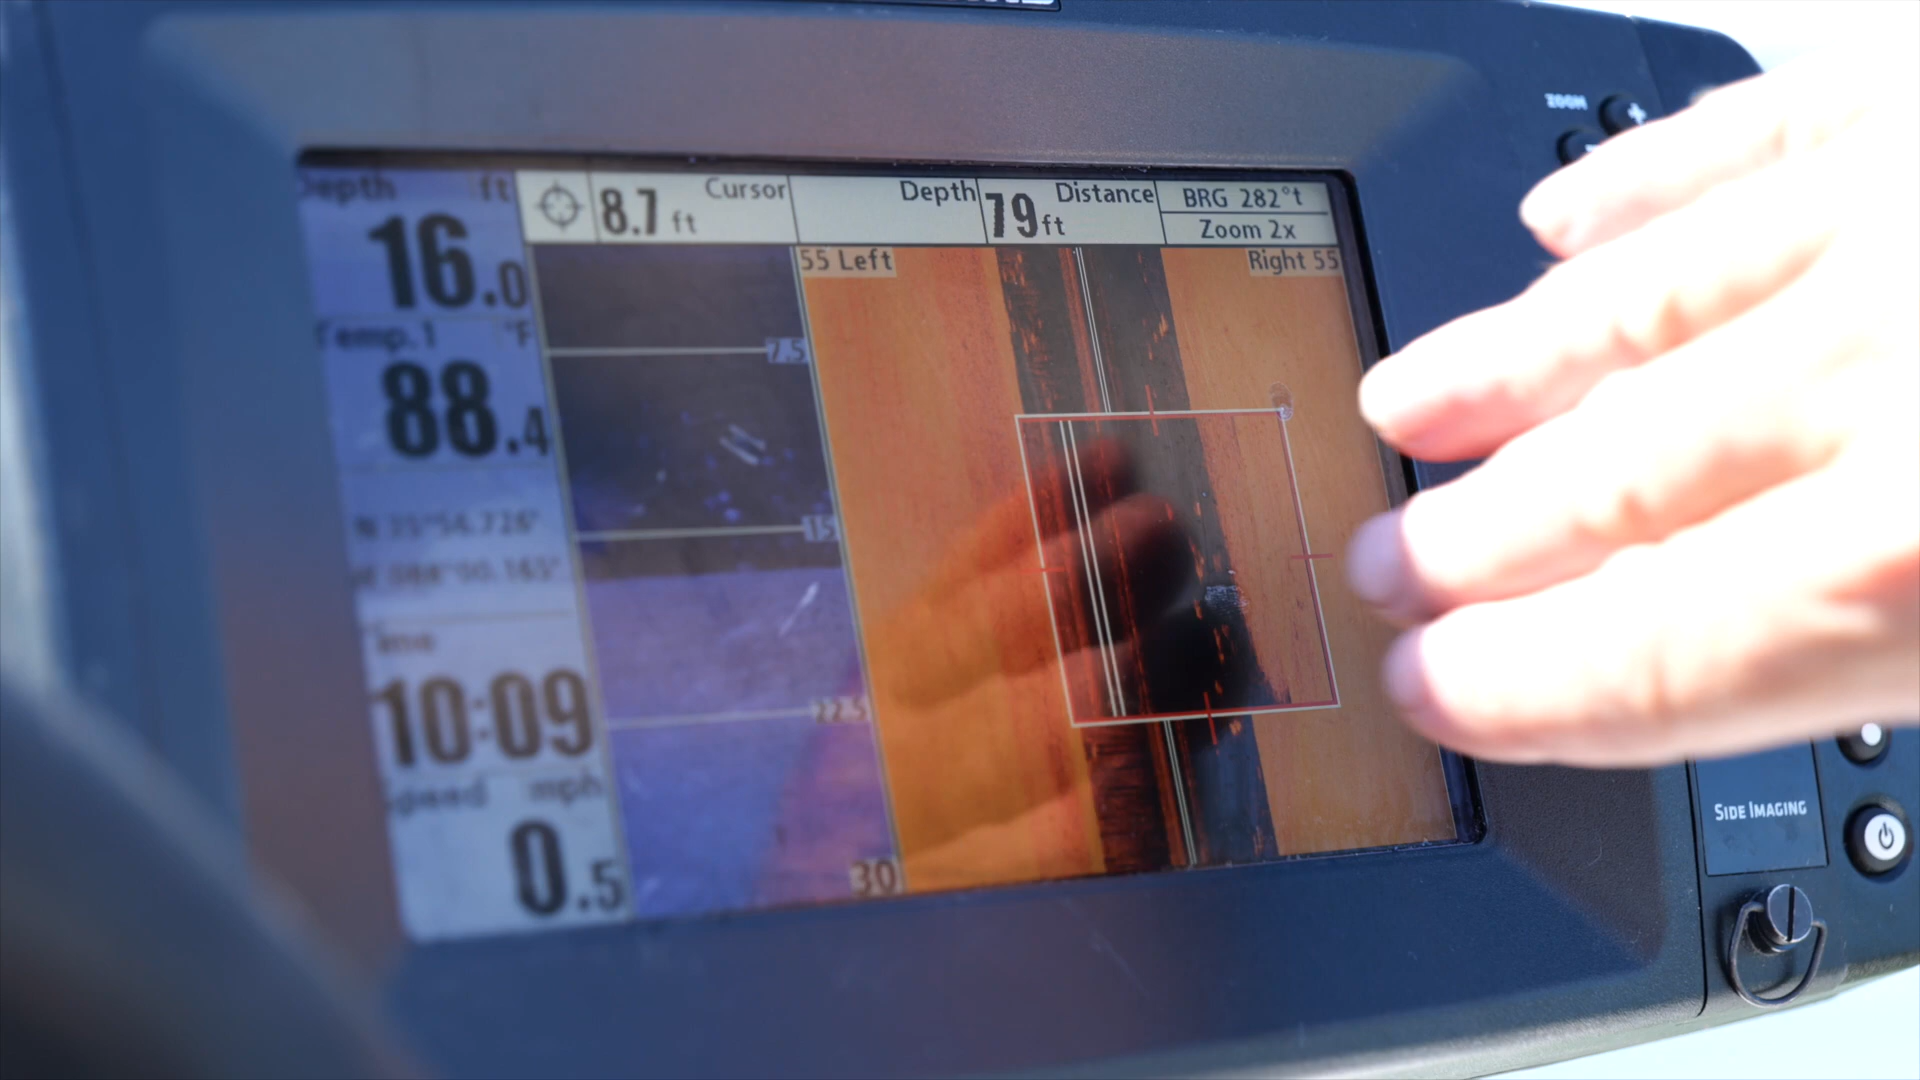 ZOOM
+
Depth ft
16.0
Temp.1 °F
88.4
Time
10:09
Speed mph
0.5
8.7 ft Cursor
Depth
79 ft Distance
BRG 282°t
Zoom 2x
55 Left
Right 55
7.5
15
22.5
30
SIDE IMAGING